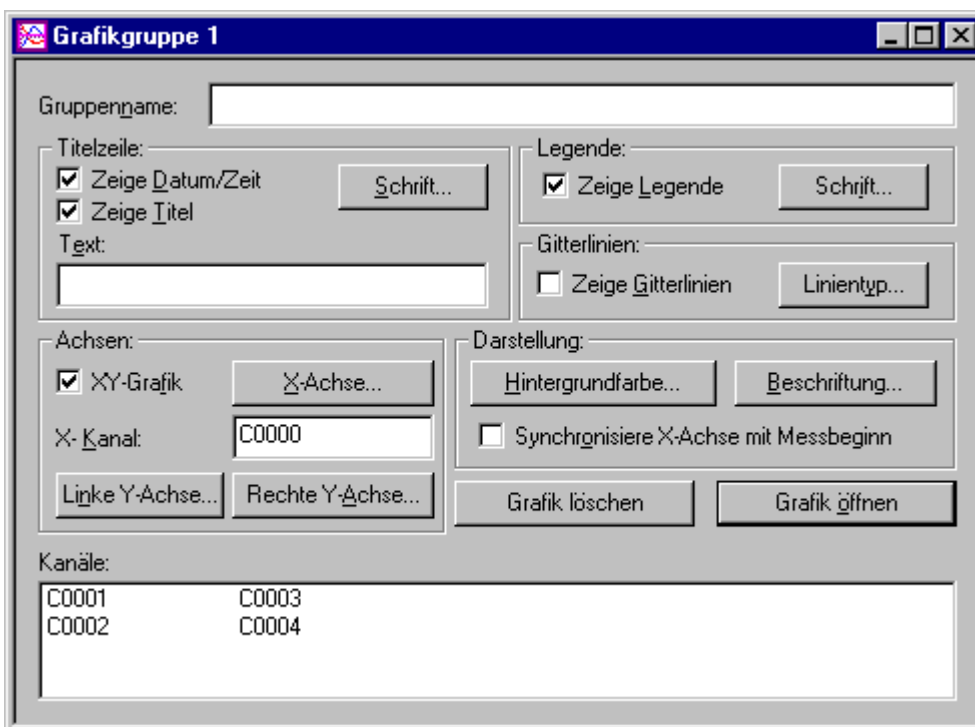 Grafikgruppe 1
Gruppenname:
Titelzeile:
Zeige Datum/Zeit
Schrift...
Zeige Titel
Text:
Legende:
Zeige Legende
Schrift...
Gitterlinien:
Zeige Gitterlinien
Linientyp...
Achsen:
XY-Grafik
X-Achse...
X- Kanal:
C0000
Linke Y-Achse...
Rechte Y-Achse...
Darstellung:
Hintergrundfarbe...
Beschriftung...
Synchronisiere X-Achse mit Messbeginn
Grafik löschen
Grafik öffnen
Kanäle:
C0001 C0003
C0002 C0004